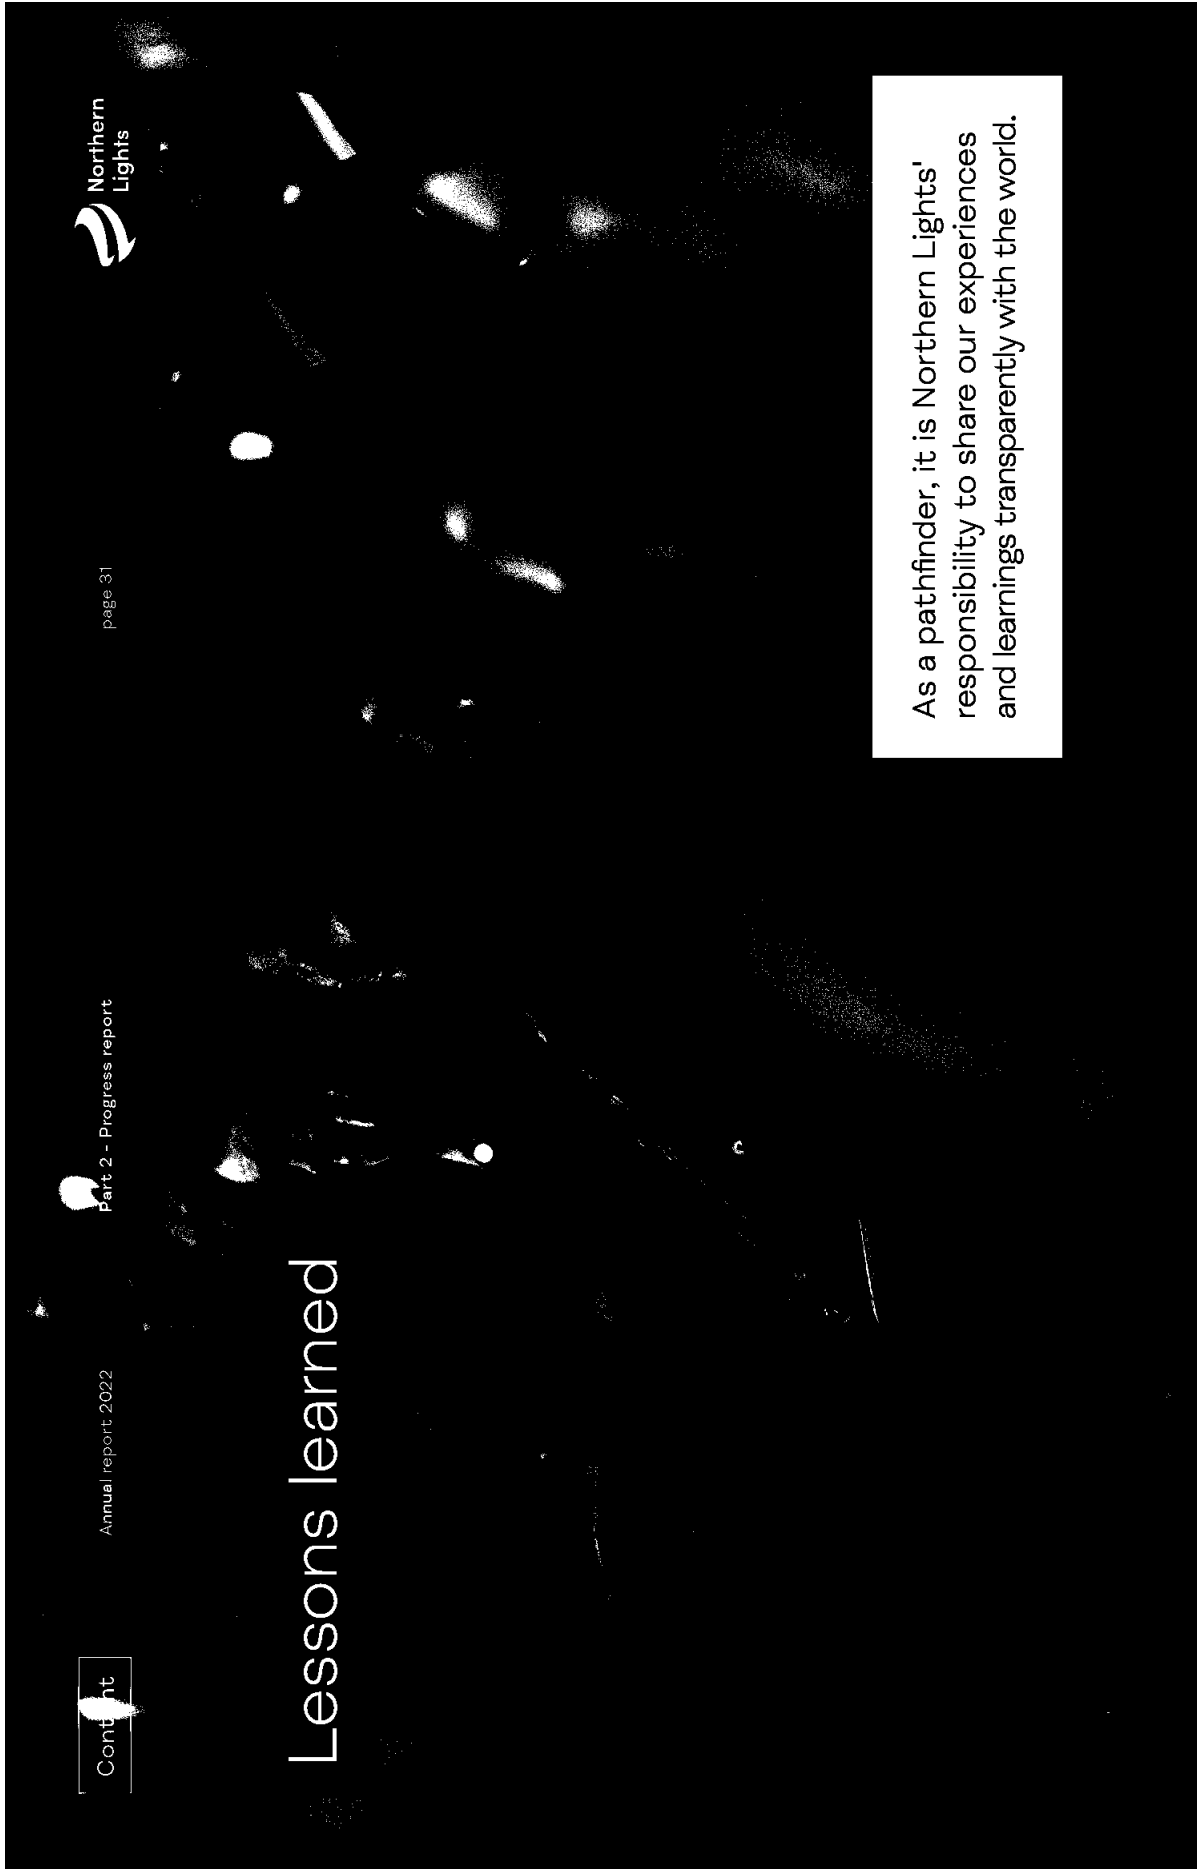 Content
Annual report 2022
Part 2 - Progress report
page 31
Northern
Lights
Lessons learned
As a pathfinder, it is Northern Lights'
responsibility to share our experiences
and learnings transparently with the world.